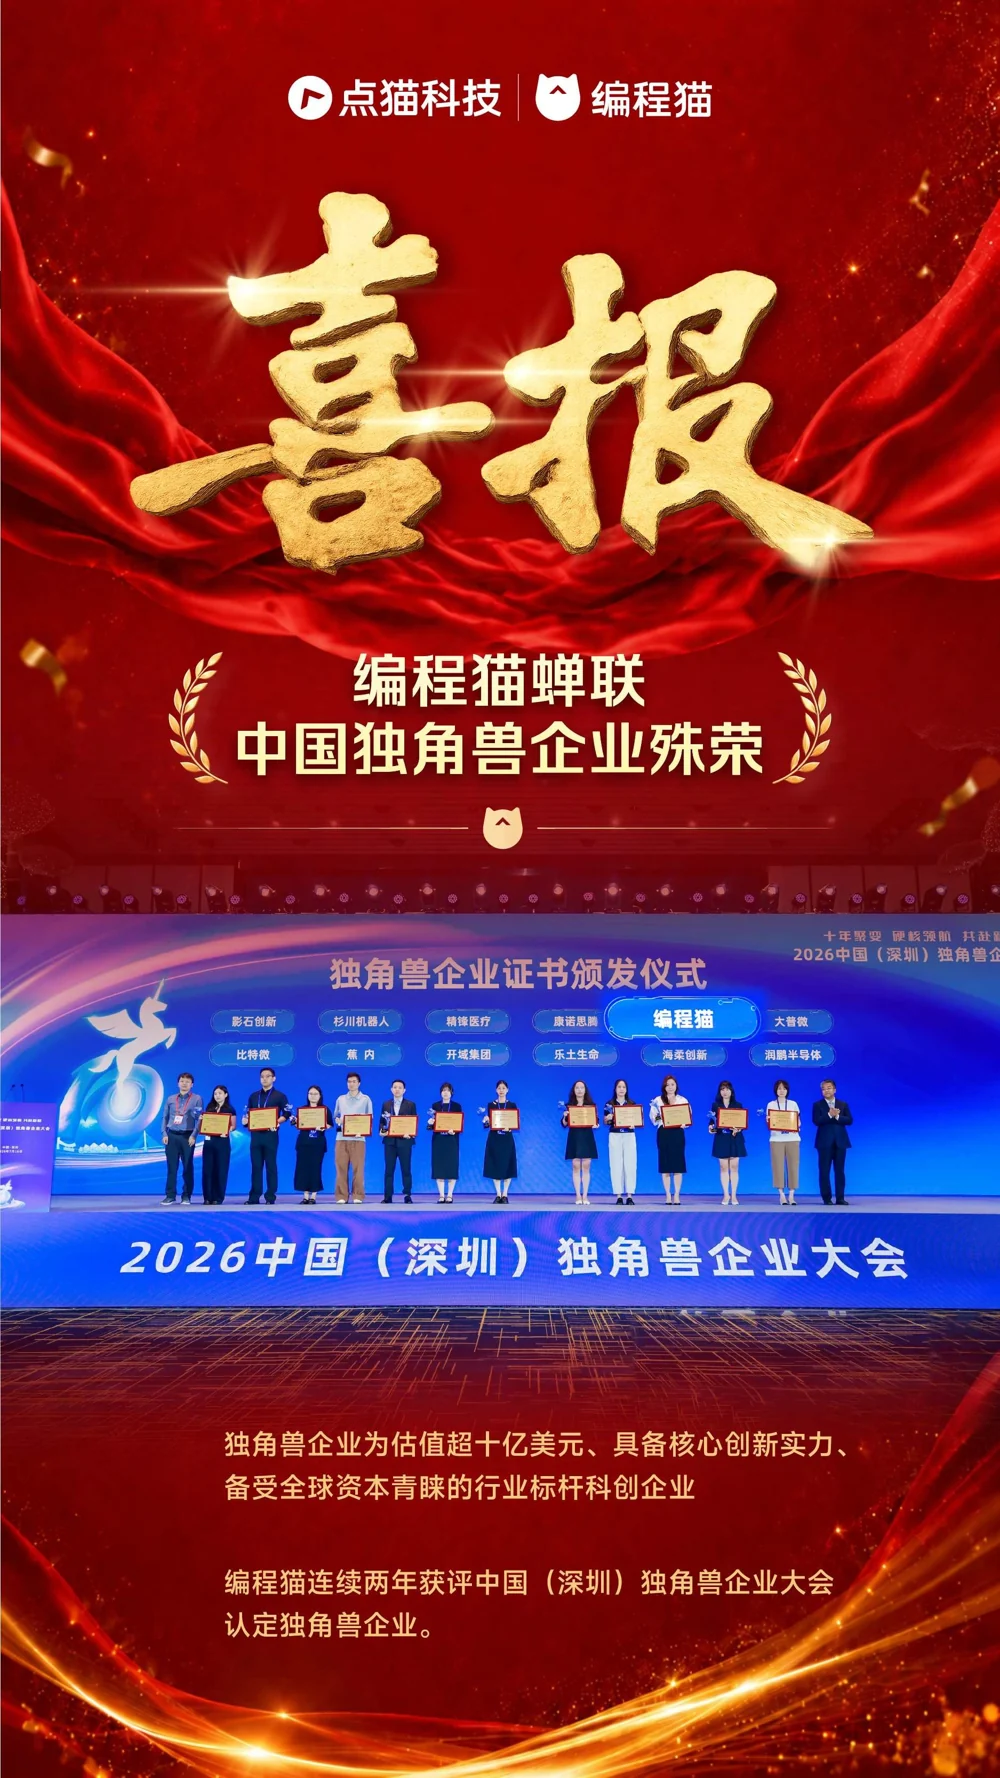 点猫科技 编程猫
喜报
编程猫蝉联
中国独角兽企业殊荣
十年聚变 硬核领航 共赴
2026中国（深圳）独角兽企
独角兽企业证书颁发仪式
影石创新 杉川机器人 精锋医疗 康诺思腾 编程猫 大普微
比特微 蕉内 开域集团 乐土生命 海柔创新 润鹏半导体
2026中国（深圳）独角兽企业大会
独角兽企业为估值超十亿美元、具备核心创新实力、
备受全球资本青睐的行业标杆科创企业
编程猫连续两年获评中国（深圳）独角兽企业大会
认定独角兽企业。